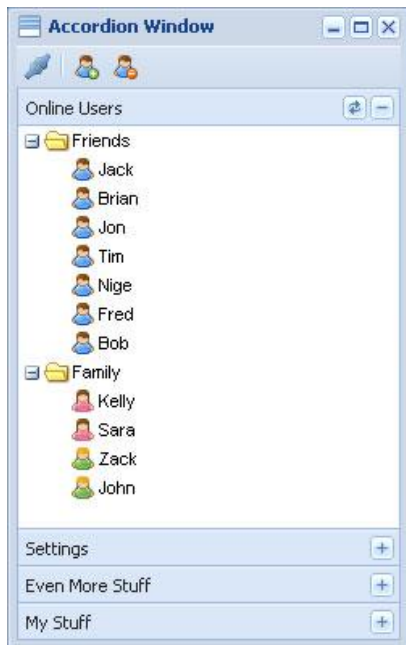 Accordion Window
Online Users
Friends
Jack
Brian
Jon
Tim
Nige
Fred
Bob
Family
Kelly
Sara
Zack
John
Settings
Even More Stuff
My Stuff